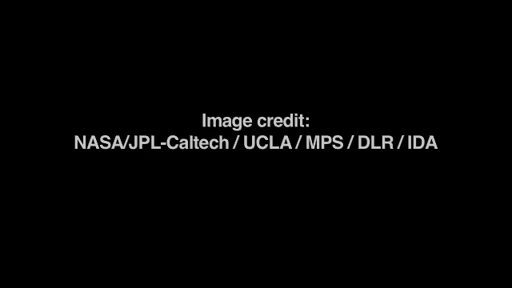 Image credit:
NASA/JPL-Caltech / UCLA / MPS / DLR / IDA